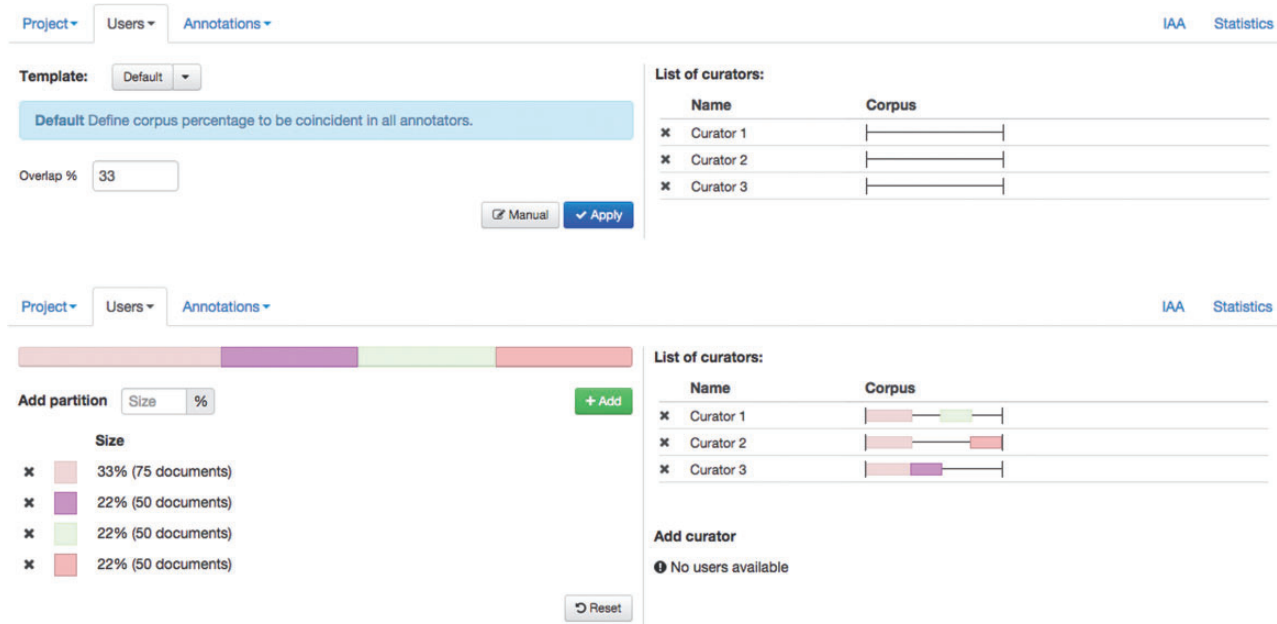 Project Users Annotations IAA Statistics
Template: Default
Default Define corpus percentage to be coincident in all annotators.
Overlap % 33
Manual Apply
List of curators:
Name Corpus
Curator 1
Curator 2
Curator 3
Project Users Annotations IAA Statistics
Add partition Size % + Add
Size
33% (75 documents)
22% (50 documents)
22% (50 documents)
22% (50 documents)
Reset
List of curators:
Name Corpus
Curator 1
Curator 2
Curator 3
Add curator
No users available